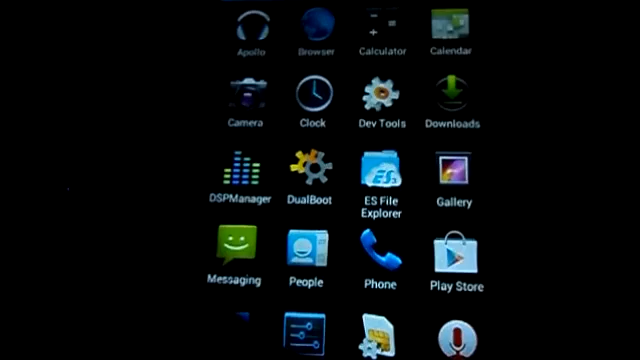 Apollo
Browser
Calculator
Calendar
Camera
Clock
Dev Tools
Downloads
DSPManager
DualBoot
ES File
Explorer
Gallery
Messaging
People
Phone
Play Store